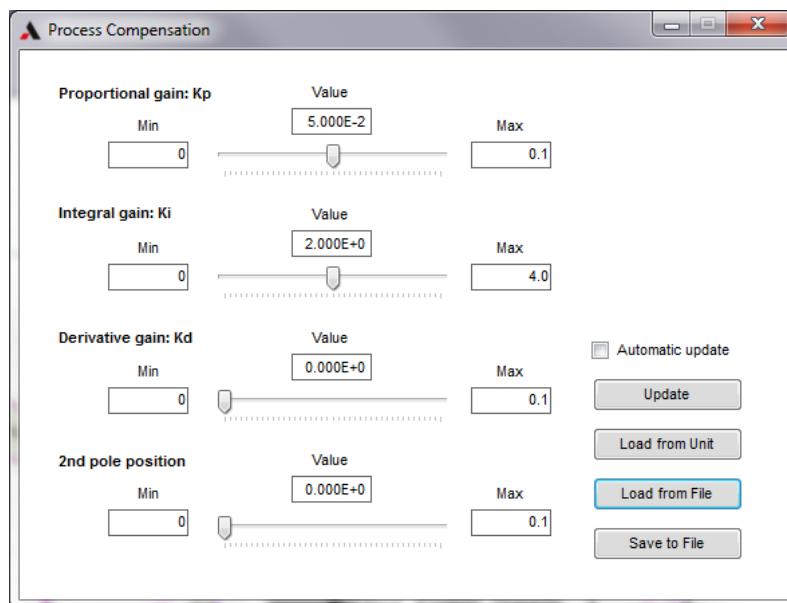 Process Compensation
Proportional gain: Kp
Value
Min
5.000E-2
Max
0
0.1
Integral gain: Ki
Value
Min
2.000E+0
Max
0
4.0
Derivative gain: Kd
Value
Automatic update
Min
0.000E+0
Max
0
0.1
Update
Load from Unit
2nd pole position
Value
Min
0.000E+0
Max
Load from File
0
0.1
Save to File